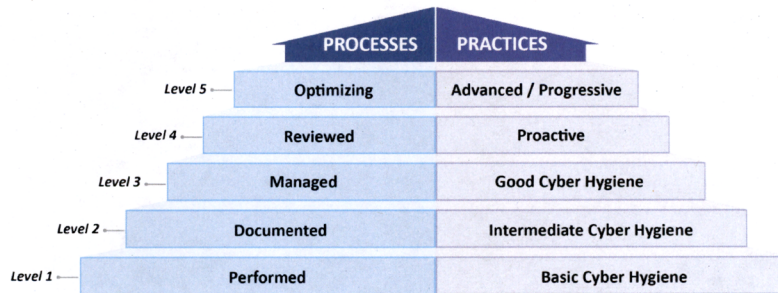 PROCESSES PRACTICES
Level 5 Optimizing Advanced / Progressive
Level 4 Reviewed Proactive
Level 3 Managed Good Cyber Hygiene
Level 2 Documented Intermediate Cyber Hygiene
Level 1 Performed Basic Cyber Hygiene